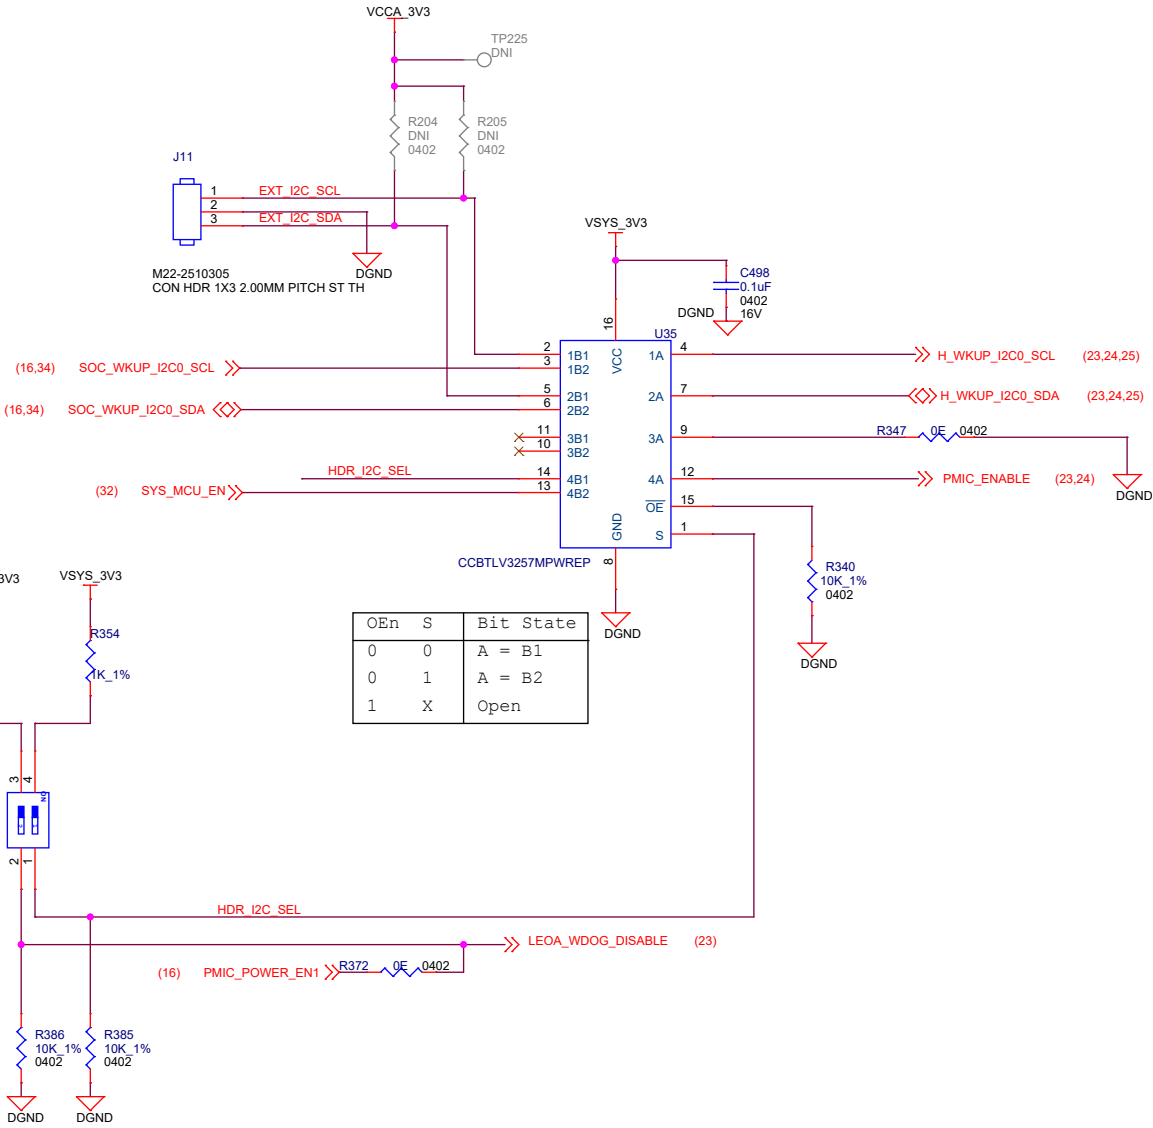 VCCA_3V3
TP225
DNI
R204
DNI
0402
R205
DNI
0402
J11
1
2
3
EXT_I2C_SCL
EXT_I2C_SDA
DGND
M22-2510305
CON HDR 1X3 2.00MM PITCH ST TH
VSYS_3V3
C498
0.1uF
0402
16V
DGND
16
U35
VCC
(16,34) SOC_WKUP_I2C0_SCL
(16,34) SOC_WKUP_I2C0_SDA
2 1B1
3 1B2
5 2B1
6 2B2
11 3B1
10 3B2
14 4B1
13 4B2
HDR_I2C_SEL
(32) SYS_MCU_EN
1A 4
2A 7
3A 9
4A 12
OE 15
S 1
GND
8
H_WKUP_I2C0_SCL (23,24,25)
H_WKUP_I2C0_SDA (23,24,25)
R347 0E 0402
DGND
PMIC_ENABLE (23,24)
CCBTLV3257MPWREP
DGND
R340
10K_1%
0402
DGND
3V3
VSYS_3V3
R354
1K_1%
OEn S Bit State
0 0 A = B1
0 1 A = B2
1 X Open
3
4
ON
2
1
HDR_I2C_SEL
LEOA_WDOG_DISABLE (23)
(16) PMIC_POWER_EN1
R372 0E 0402
R386
10K_1%
0402
R385
10K_1%
0402
DGND
DGND